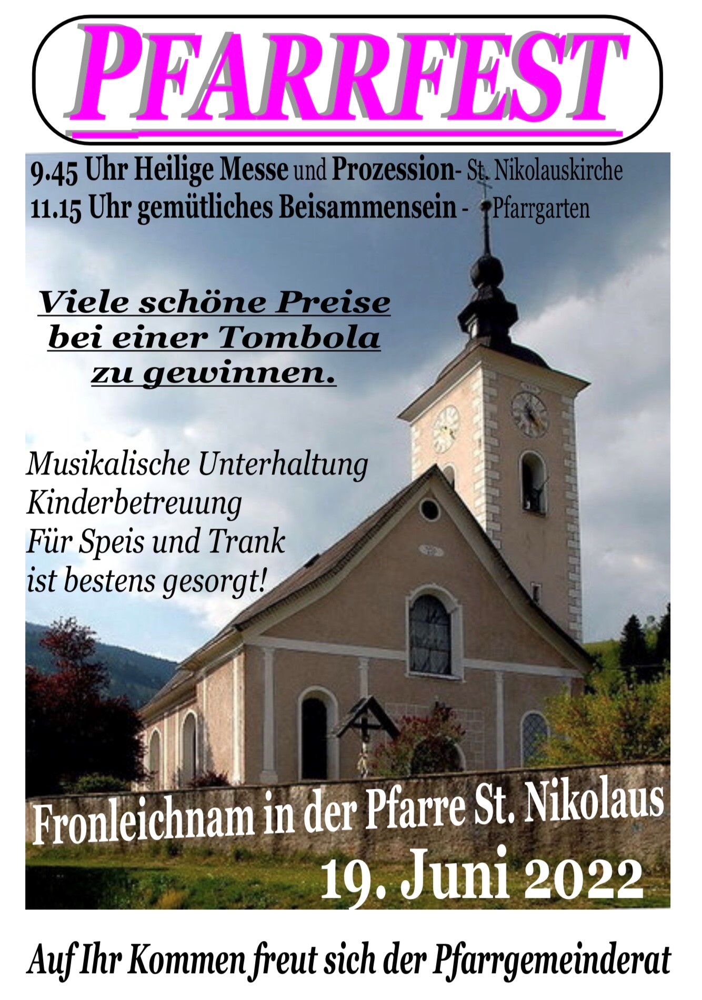 PFARRFEST
9.45 Uhr Heilige Messe und Prozession- St. Nikolauskirche
11.15 Uhr gemütliches Beisammensein - Pfarrgarten
Viele schöne Preise
bei einer Tombola
zu gewinnen.
Musikalische Unterhaltung
Kinderbetreuung
Für Speis und Trank
ist bestens gesorgt!
Fronleichnam in der Pfarre St. Nikolaus
19. Juni 2022
Auf Ihr Kommen freut sich der Pfarrgemeinderat